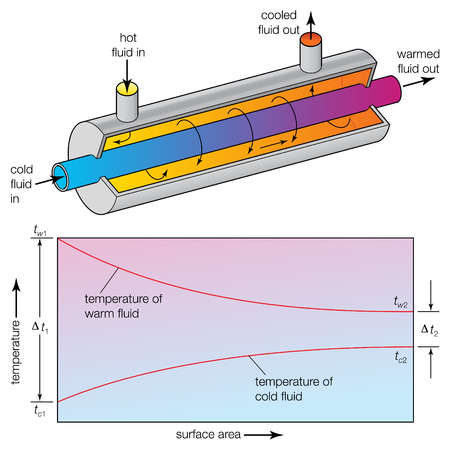 cooled
fluid out
hot
fluid in
warmed
fluid out
cold
fluid
in
tw1
temperature of
warm fluid
tw2
Δt1
Δt2
temperature
tc2
temperature of
cold fluid
tc1
surface area